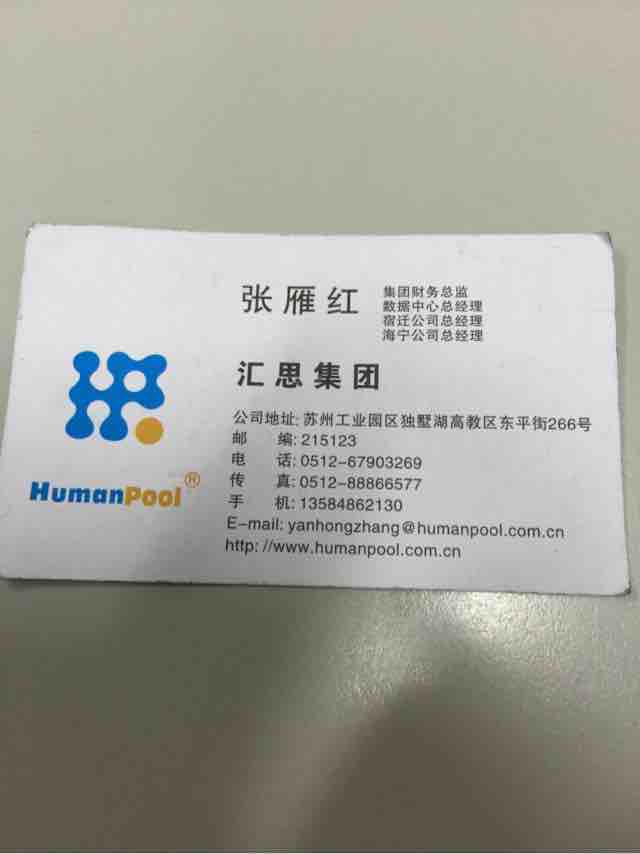 张雁红
集团财务总监
数据中心总经理
宿迁公司总经理
海宁公司总经理
汇思集团
公司地址: 苏州工业园区独墅湖高教区东平街266号
邮 编: 215123
电 话: 0512-67903269
传 真: 0512-88866577
手 机: 13584862130
E-mail: yanhongzhang@humanpool.com.cn
http: //www.humanpool.com.cn
HumanPool®